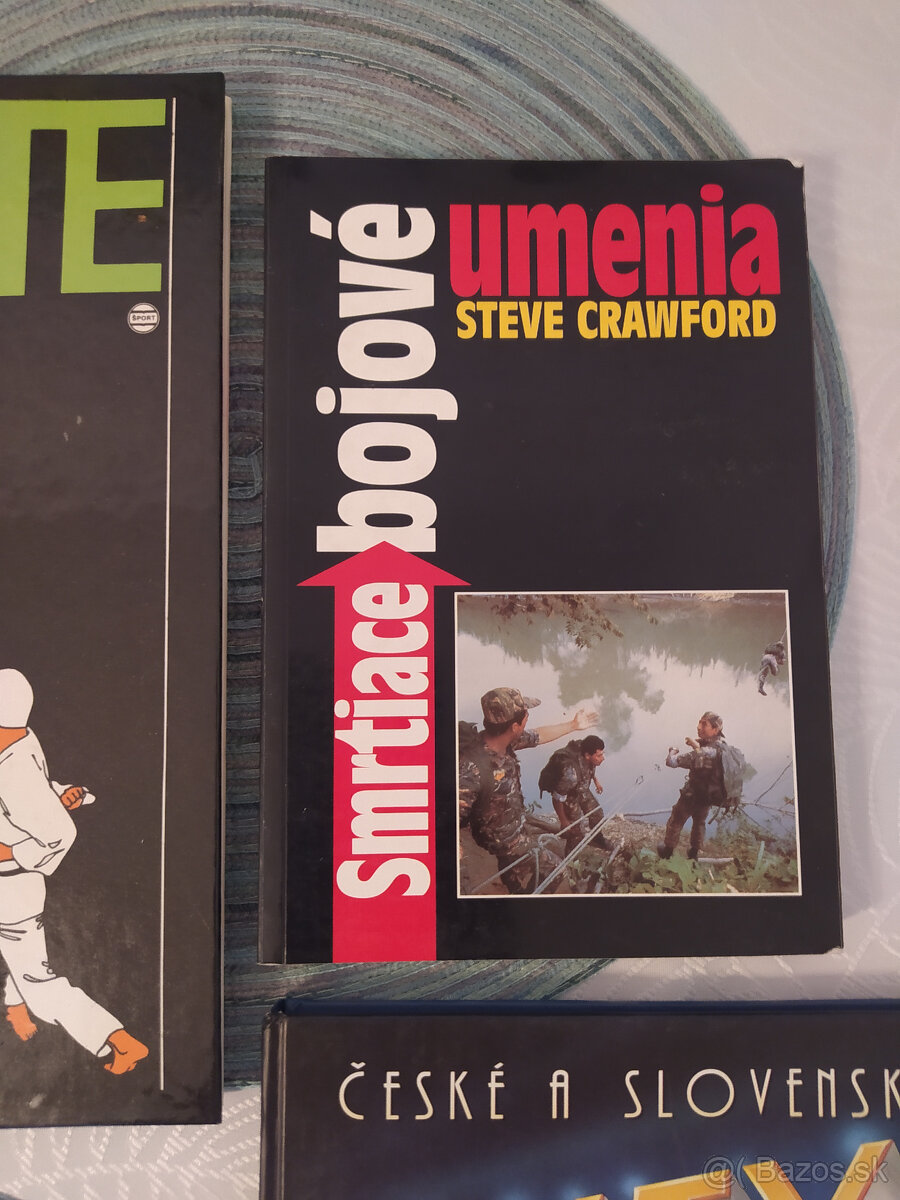 TE
ŠPORT
Smrtiace bojové
umenia
STEVE CRAWFORD
ČESKÉ A SLOVENSK
@( Bazos.sk